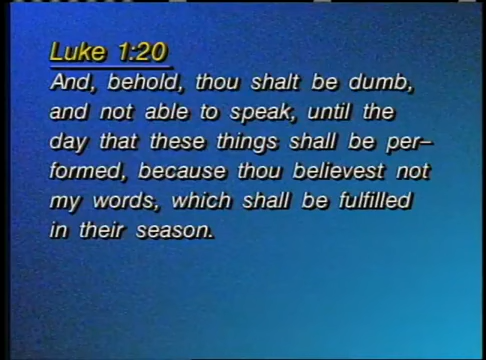 Luke 1:20
And, behold, thou shalt be dumb,
and not able to speak, until the
day that these things shall be per-
formed, because thou believest not
my words, which shall be fulfilled
in their season.